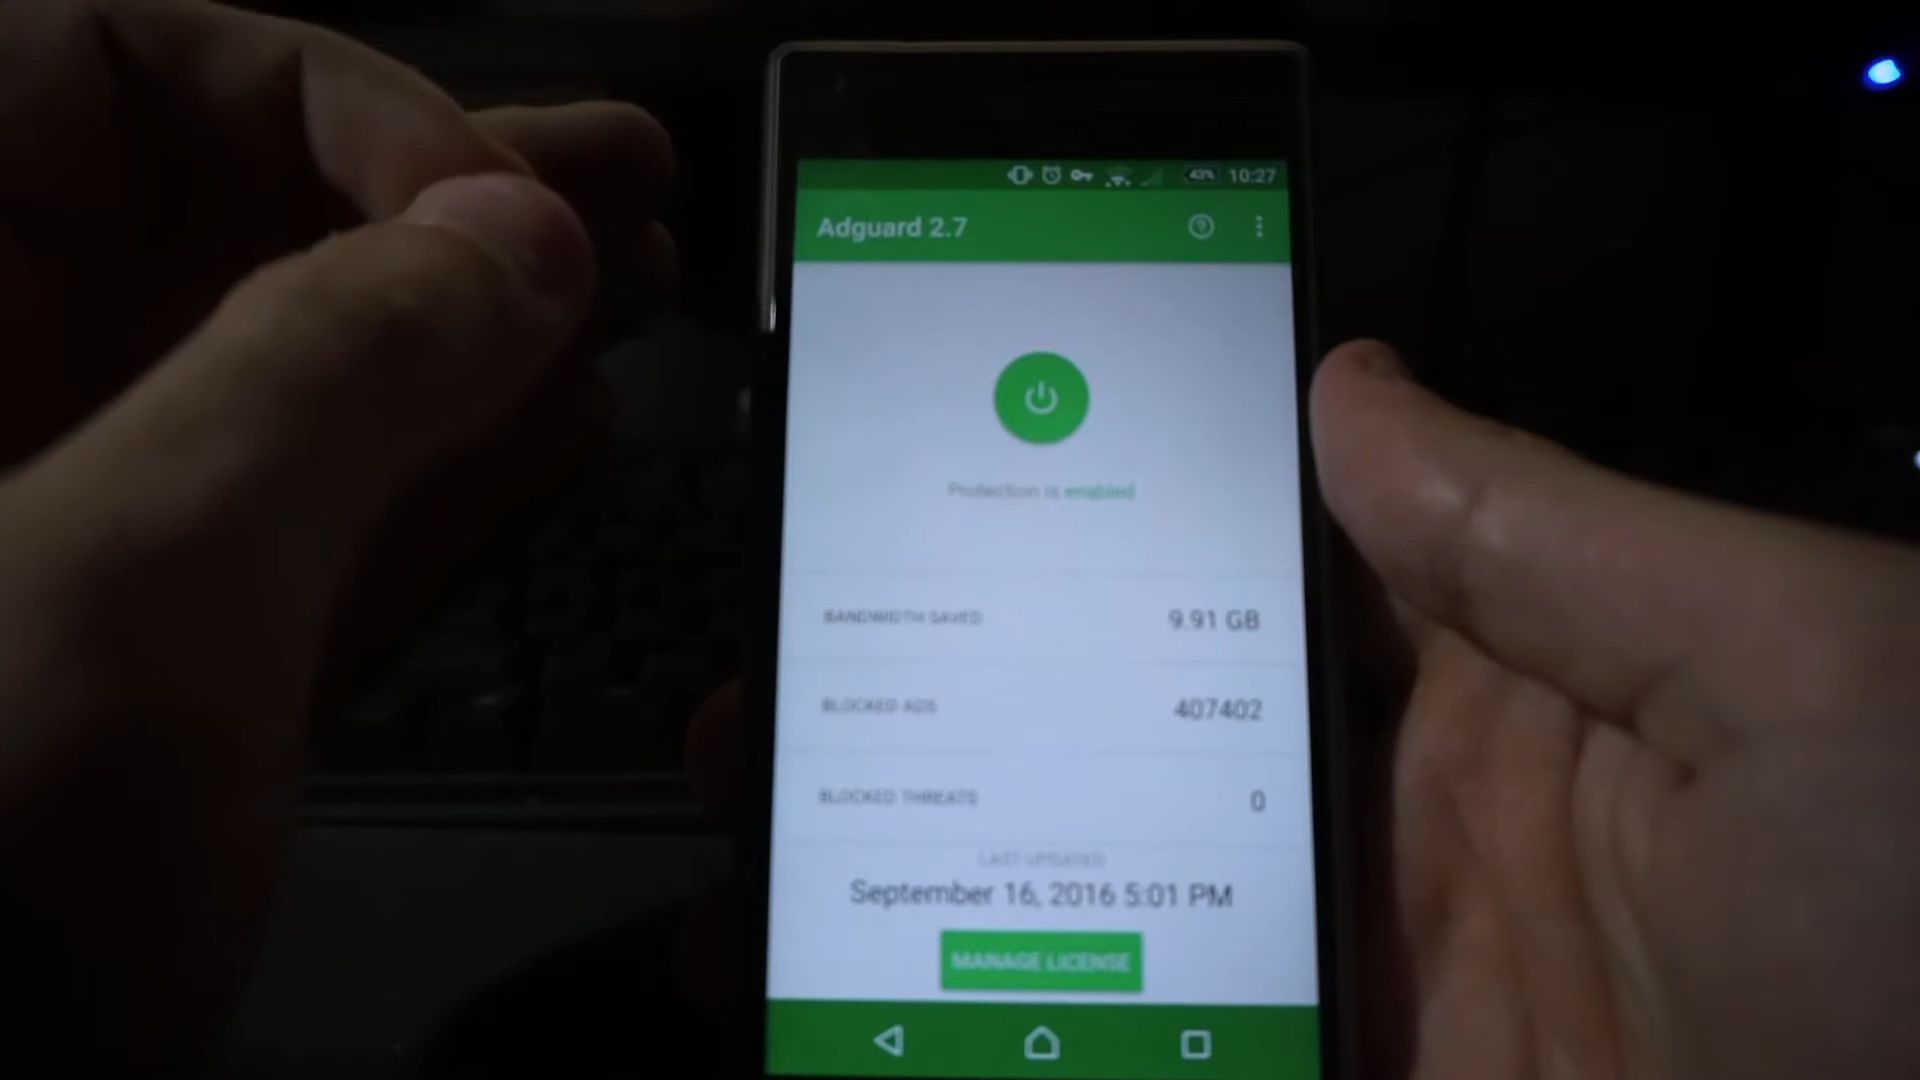 43% 10:27
Adguard 2.7
Protection is enabled
BANDWIDTH SAVED 9.91 GB
BLOCKED ADS 407402
BLOCKED THREATS 0
LAST UPDATED
September 16, 2016 5:01 PM
MANAGE LICENSE